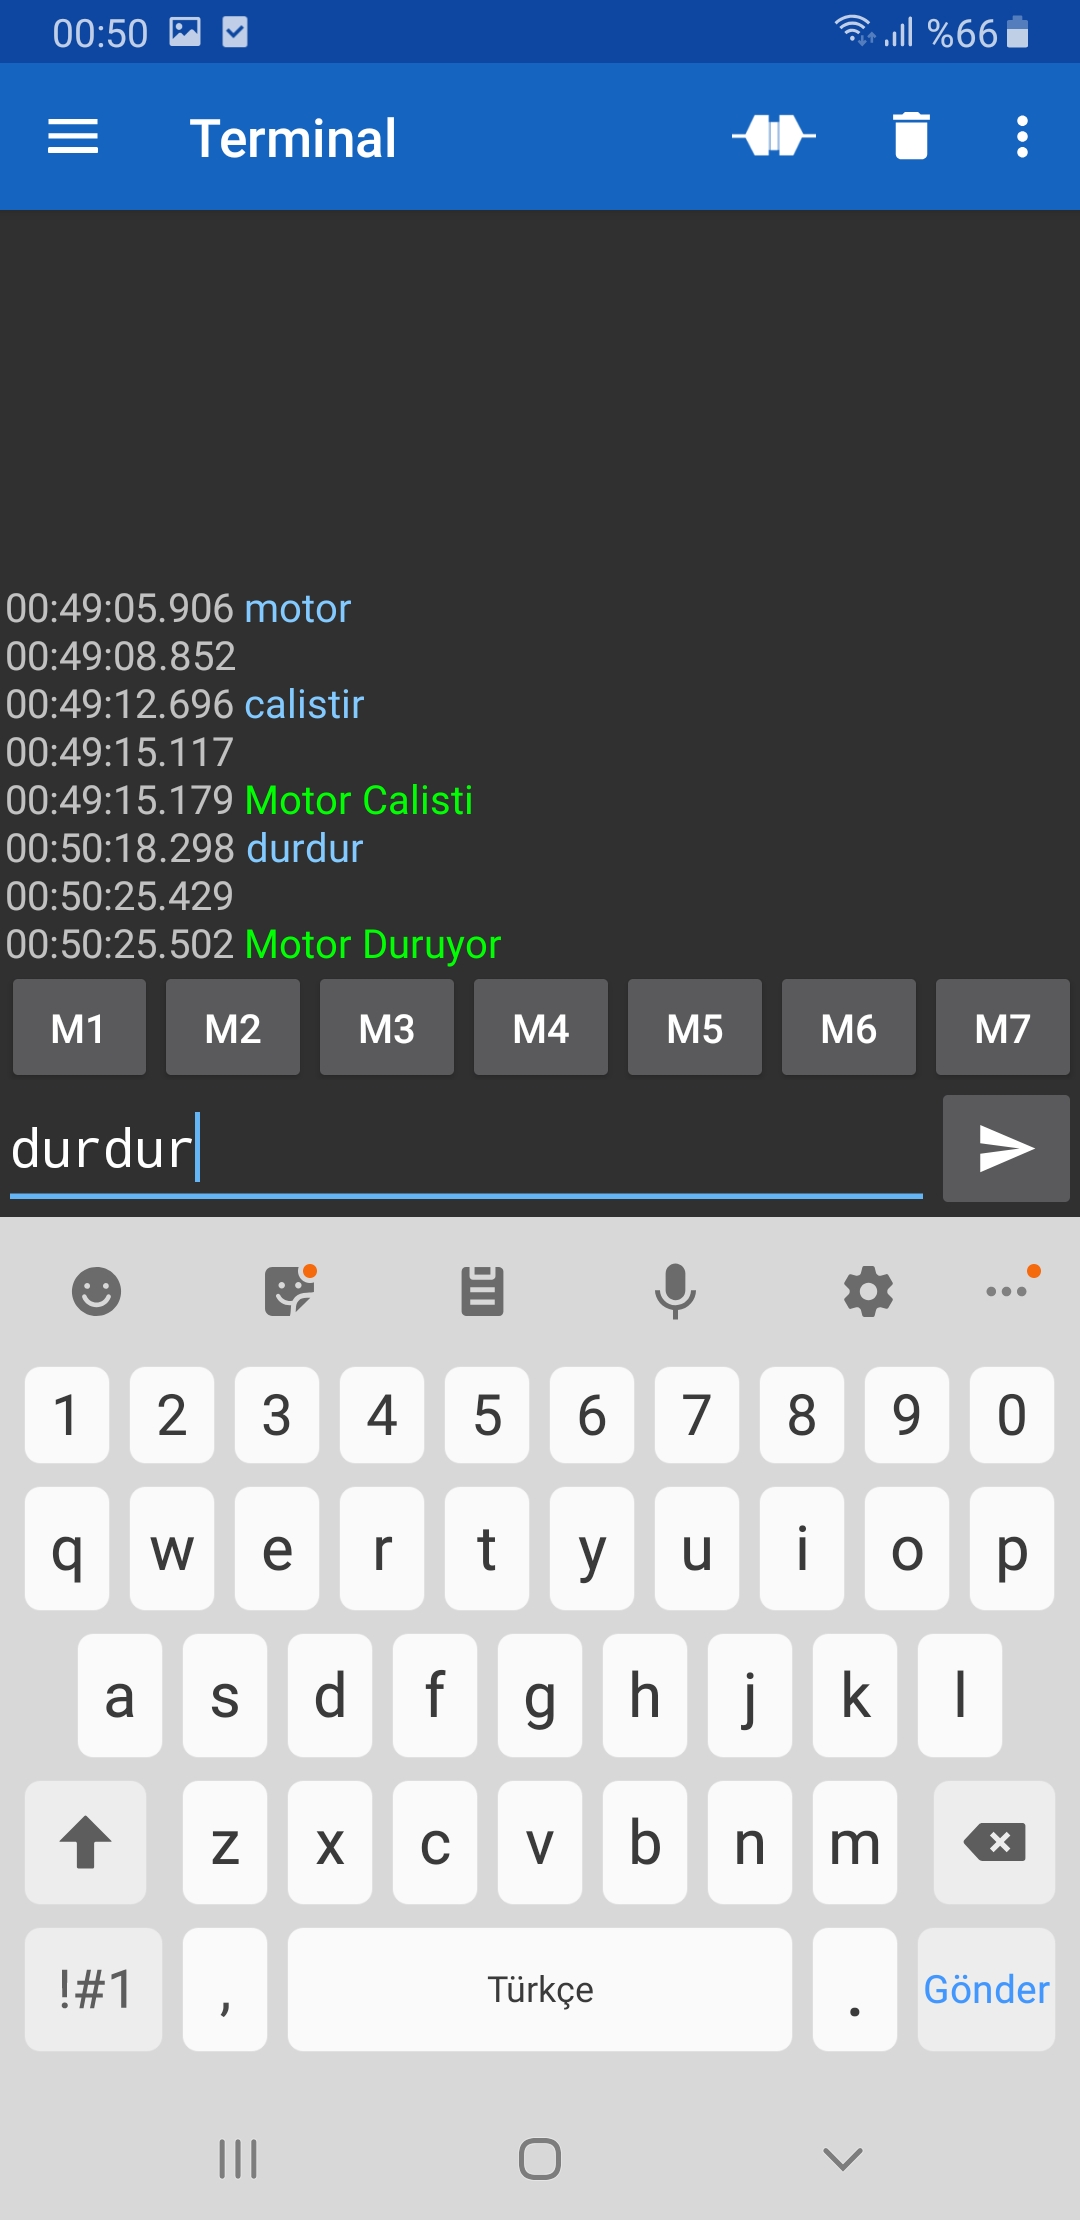 00:50 %66
Terminal
00:49:05.906 motor
00:49:08.852
00:49:12.696 calistir
00:49:15.117
00:49:15.179 Motor Calisti
00:50:18.298 durdur
00:50:25.429
00:50:25.502 Motor Duruyor
M1 M2 M3 M4 M5 M6 M7
durdur
1 2 3 4 5 6 7 8 9 0
q w e r t y u i o p
a s d f g h j k l
z x c v b n m
!#1 , Türkçe . Gönder